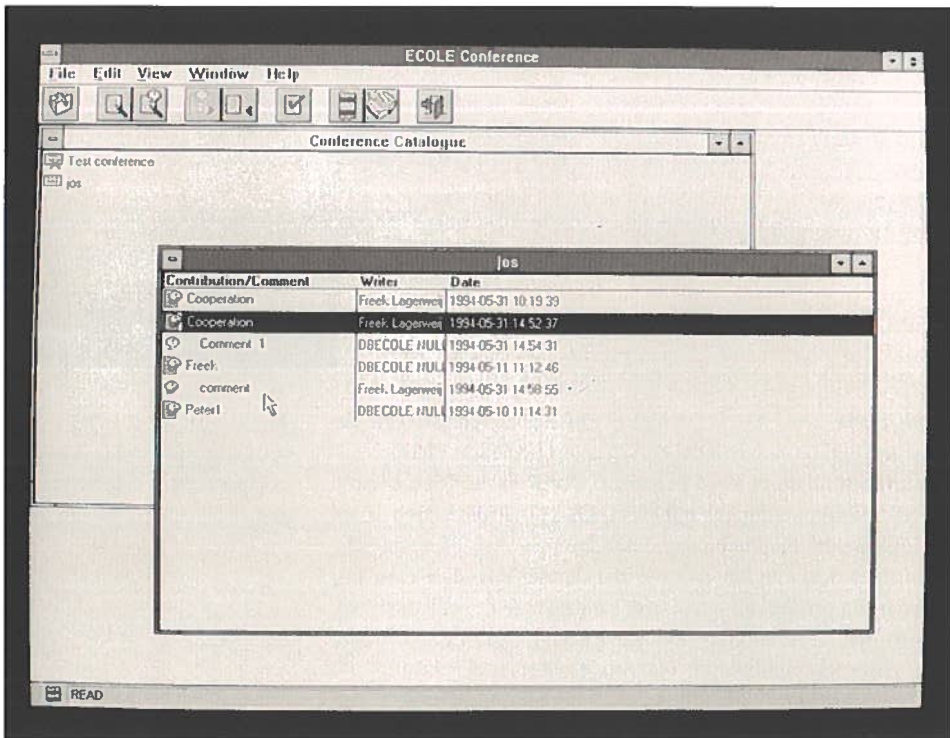 ECOLE Conference
File Edit View Window Help
Conference Catalogue
Test conference
jos
jos
Contribution/Comment Writer Date
Cooperation Freek Lagerweij 1994-05-31 10:19:39
Cooperation Freek Lagerweij 1994-05-31 14:52:37
Comment 1 DBECOLE NUL 1994-05-31 14:54:31
Freek DBECOLE NUL 1994-05-11 11:12:46
comment Freek Lagerweij 1994-05-31 14:58:55
Peter1 DBECOLE NUL 1994-05-10 11:14:31
READ